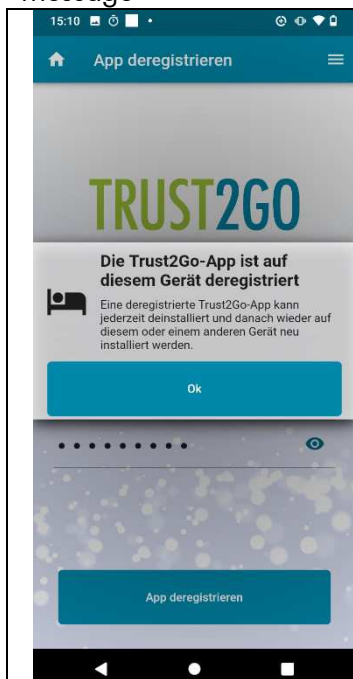 message
15:10
App deregistrieren
TRUST2GO
Die Trust2Go-App ist auf
diesem Gerät deregistriert
Eine deregistrierte Trust2Go-App kann
jederzeit deinstalliert und danach wieder auf
diesem oder einem anderen Gerät neu
installiert werden.
Ok
App deregistrieren